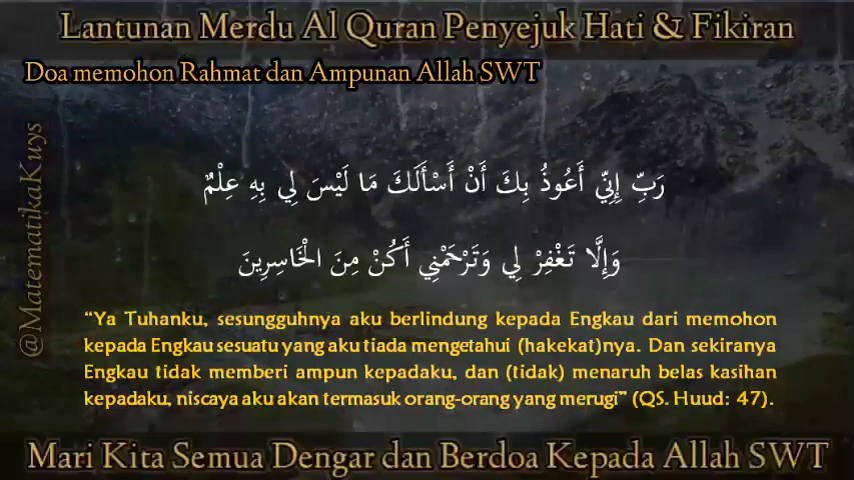 Lantunan Merdu Al Quran Penyejuk Hati & Fikiran
Doa memohon Rahmat dan Ampunan Allah SWT
@MatematikaKuys
رَبِّ إِنِّي أَعُوذُ بِكَ أَنْ أَسْأَلَكَ مَا لَيْسَ لِي بِهِ عِلْمٌ
وَإِلَّا تَغْفِرْ لِي وَتَرْحَمْنِي أَكُنْ مِنَ الْخَاسِرِينَ
“Ya Tuhanku, sesungguhnya aku berlindung kepada Engkau dari memohon
kepada Engkau sesuatu yang aku tiada mengetahui (hakekat)nya. Dan sekiranya
Engkau tidak memberi ampun kepadaku, dan (tidak) menaruh belas kasihan
kepadaku, niscaya aku akan termasuk orang-orang yang merugi” (QS. Huud: 47).
Mari Kita Semua Dengar dan Berdoa Kepada Allah SWT